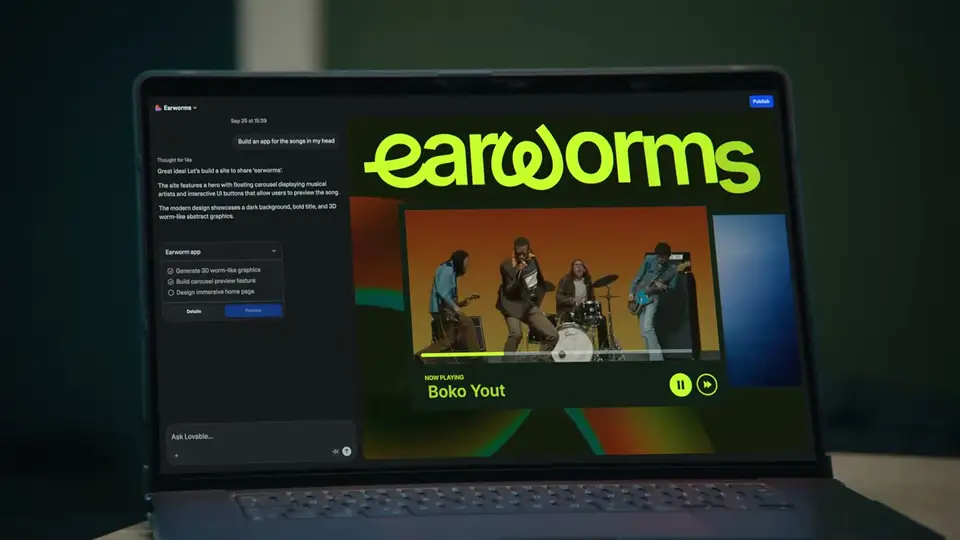 Earworms
Publish
Sep 25 at 15:39
Build an app for the songs in my head
Thought for 14s
Great idea! Let's build a site to share 'earworms'.
The site features a hero with floating carousel displaying musical
artists and interactive UI buttons that allow users to preview the song.
The modern design showcases a dark background, bold title, and 3D
worm-like abstract graphics.
Earworm app
Generate 3D worm-like graphics
Build carousel preview feature
Design immersive home page
Details
Preview
Ask Lovable...
earworms
NOW PLAYING
Boko Yout